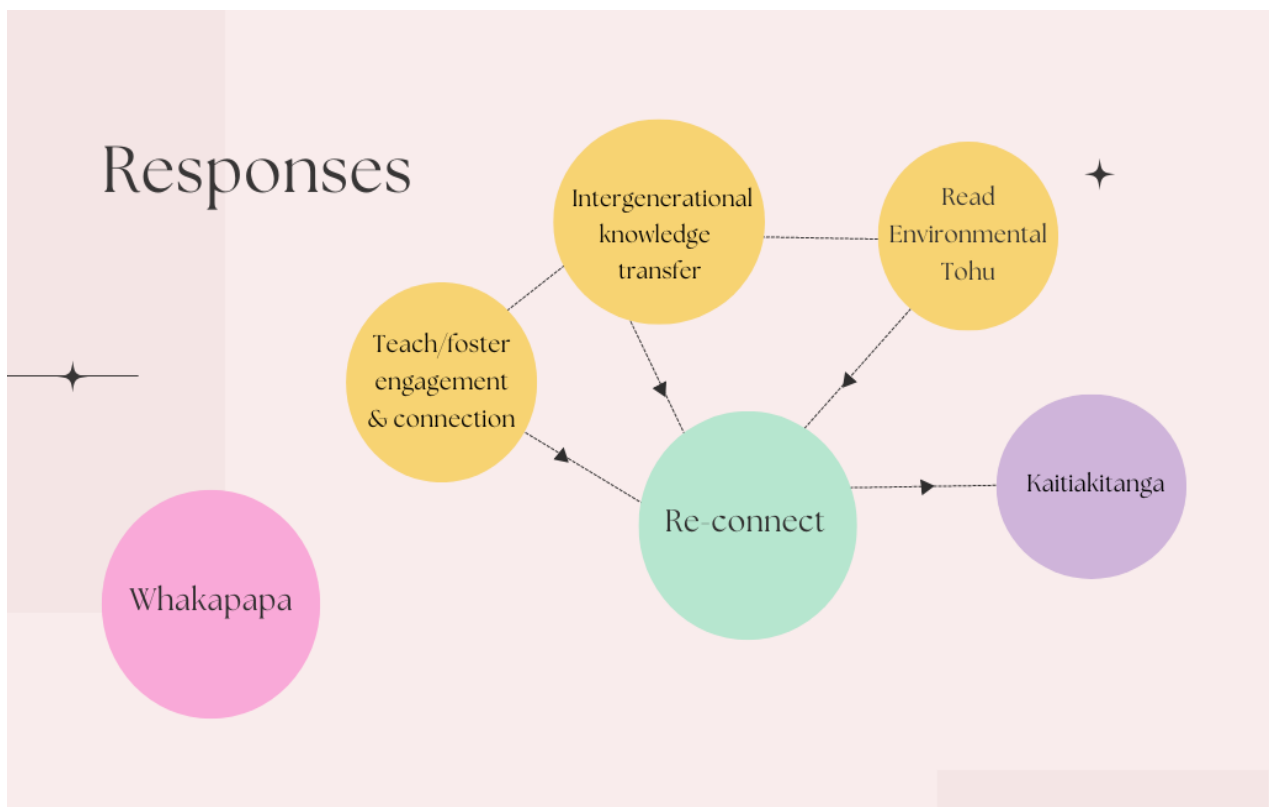 Responses
Intergenerational
knowledge
transfer
Read
Environmental
Tohu
Teach/foster
engagement
& connection
Re-connect
Kaitiakitanga
Whakapapa